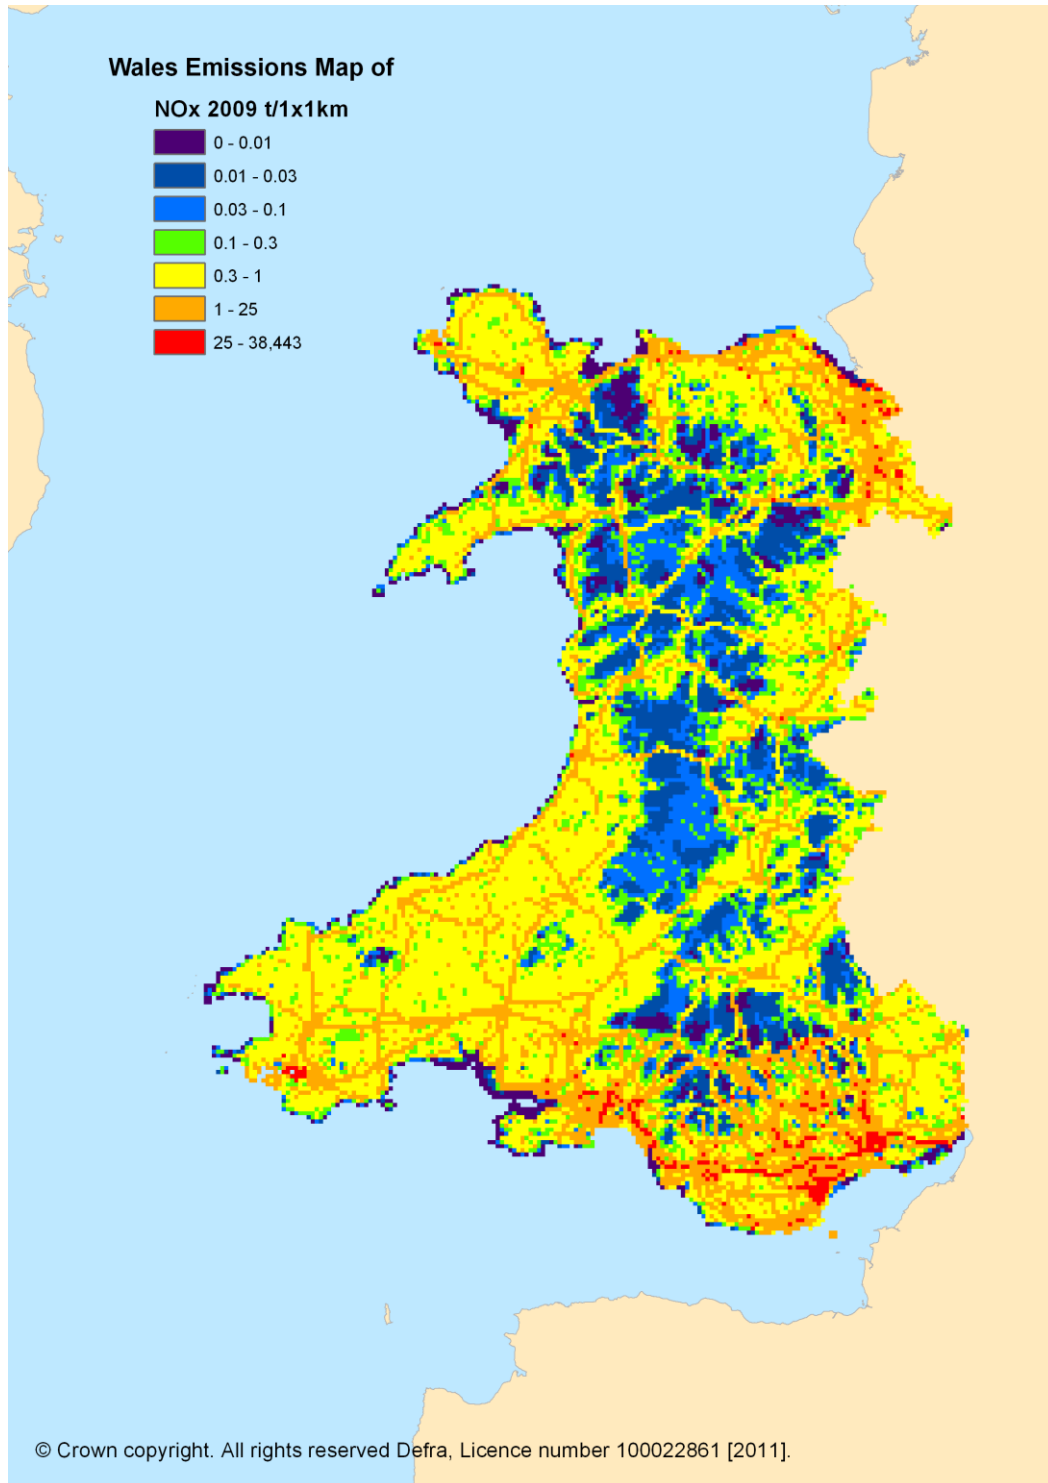 Wales Emissions Map of
NOx 2009 t/1x1km
0 - 0.01
0.01 - 0.03
0.03 - 0.1
0.1 - 0.3
0.3 - 1
1 - 25
25 - 38,443
© Crown copyright. All rights reserved Defra, Licence number 100022861 [2011].